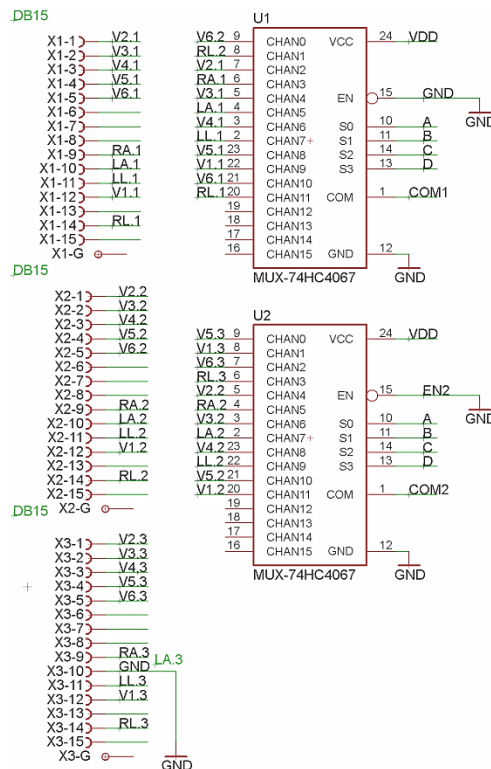 DB15
X1-1 V2.1
X1-2 V3.1
X1-3 V4.1
X1-4 V5.1
X1-5 V6.1
X1-6
X1-7
X1-8
X1-9 RA.1
X1-10 LA.1
X1-11 LL.1
X1-12 V1.1
X1-13
X1-14 RL.1
X1-15
X1-G
DB15
X2-1 V2.2
X2-2 V3.2
X2-3 V4.2
X2-4 V5.2
X2-5 V6.2
X2-6
X2-7
X2-8
X2-9 RA.2
X2-10 LA.2
X2-11 LL.2
X2-12 V1.2
X2-13
X2-14 RL.2
X2-15
X2-G
DB15
X3-1 V2.3
X3-2 V3.3
X3-3 V4.3
X3-4 V5.3
X3-5 V6.3
X3-6
X3-7
X3-8
X3-9 RA.3
X3-10 GND LA.3
X3-11 LL.3
X3-12 V1.3
X3-13
X3-14 RL.3
X3-15
X3-G
GND
U1
V6.2 9 CHAN0 VCC 24 VDD
RL.2 8 CHAN1
V2.1 7 CHAN2
RA.1 6 CHAN3
V3.1 5 CHAN4 EN 15 GND
GND
LA.1 4 CHAN5
V4.1 3 CHAN6 S0 10 A
LL.1 2 CHAN7 S1 11 B
V5.1 23 CHAN8 S2 14 C
V1.1 22 CHAN9 S3 13 D
V6.1 21 CHAN10
RL.1 20 CHAN11 COM 1 COM1
19 CHAN12
18 CHAN13
17 CHAN14
16 CHAN15 GND 12
GND
MUX-74HC4067
U2
V5.3 9 CHAN0 VCC 24 VDD
V1.3 8 CHAN1
V6.3 7 CHAN2
RL.3 6 CHAN3
V2.2 5 CHAN4 EN 15 EN2
GND
RA.2 4 CHAN5
V3.2 3 CHAN6 S0 10 A
LA.2 2 CHAN7 S1 11 B
V4.2 23 CHAN8 S2 14 C
LL.2 22 CHAN9 S3 13 D
V5.2 21 CHAN10
V1.2 20 CHAN11 COM 1 COM2
19 CHAN12
18 CHAN13
17 CHAN14
16 CHAN15 GND 12
GND
MUX-74HC4067